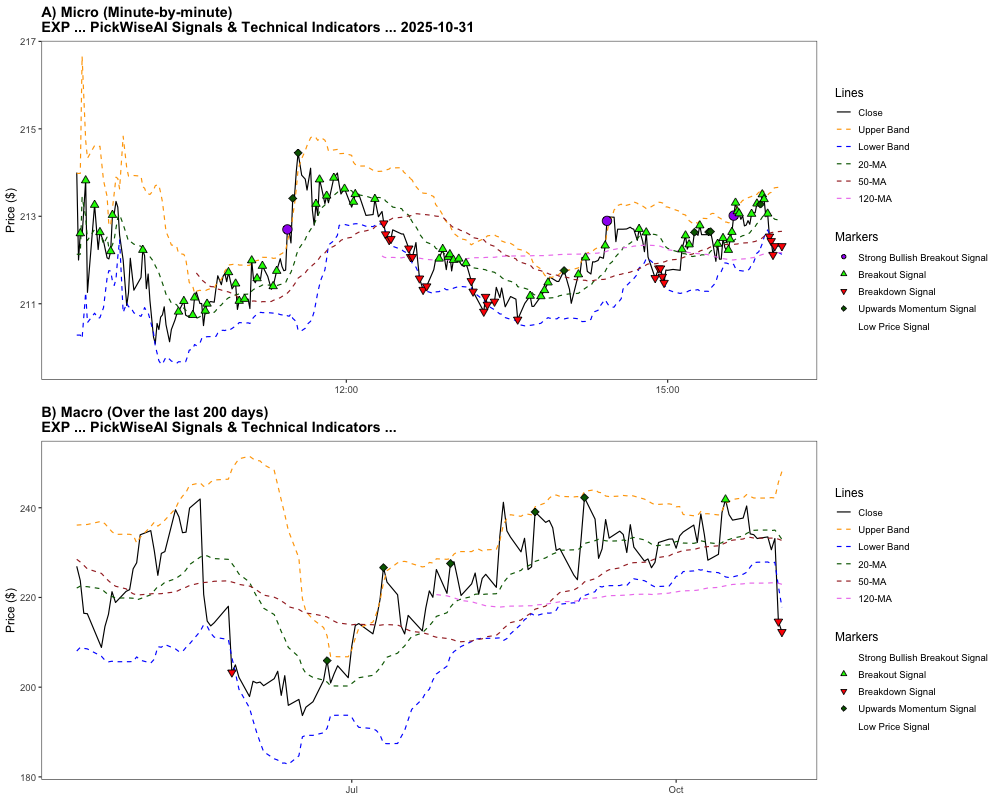 A) Micro (Minute-by-minute)
EXP ... PickWiseAI Signals & Technical Indicators ... 2025-10-31
217
215
213
211
Price ($)
12:00
15:00
Lines
Close
Upper Band
Lower Band
20-MA
50-MA
120-MA
Markers
Strong Bullish Breakout Signal
Breakout Signal
Breakdown Signal
Upwards Momentum Signal
Low Price Signal
B) Macro (Over the last 200 days)
EXP ... PickWiseAI Signals & Technical Indicators ...
240
220
200
180
Price ($)
Jul
Oct
Lines
Close
Upper Band
Lower Band
20-MA
50-MA
120-MA
Markers
Strong Bullish Breakout Signal
Breakout Signal
Breakdown Signal
Upwards Momentum Signal
Low Price Signal